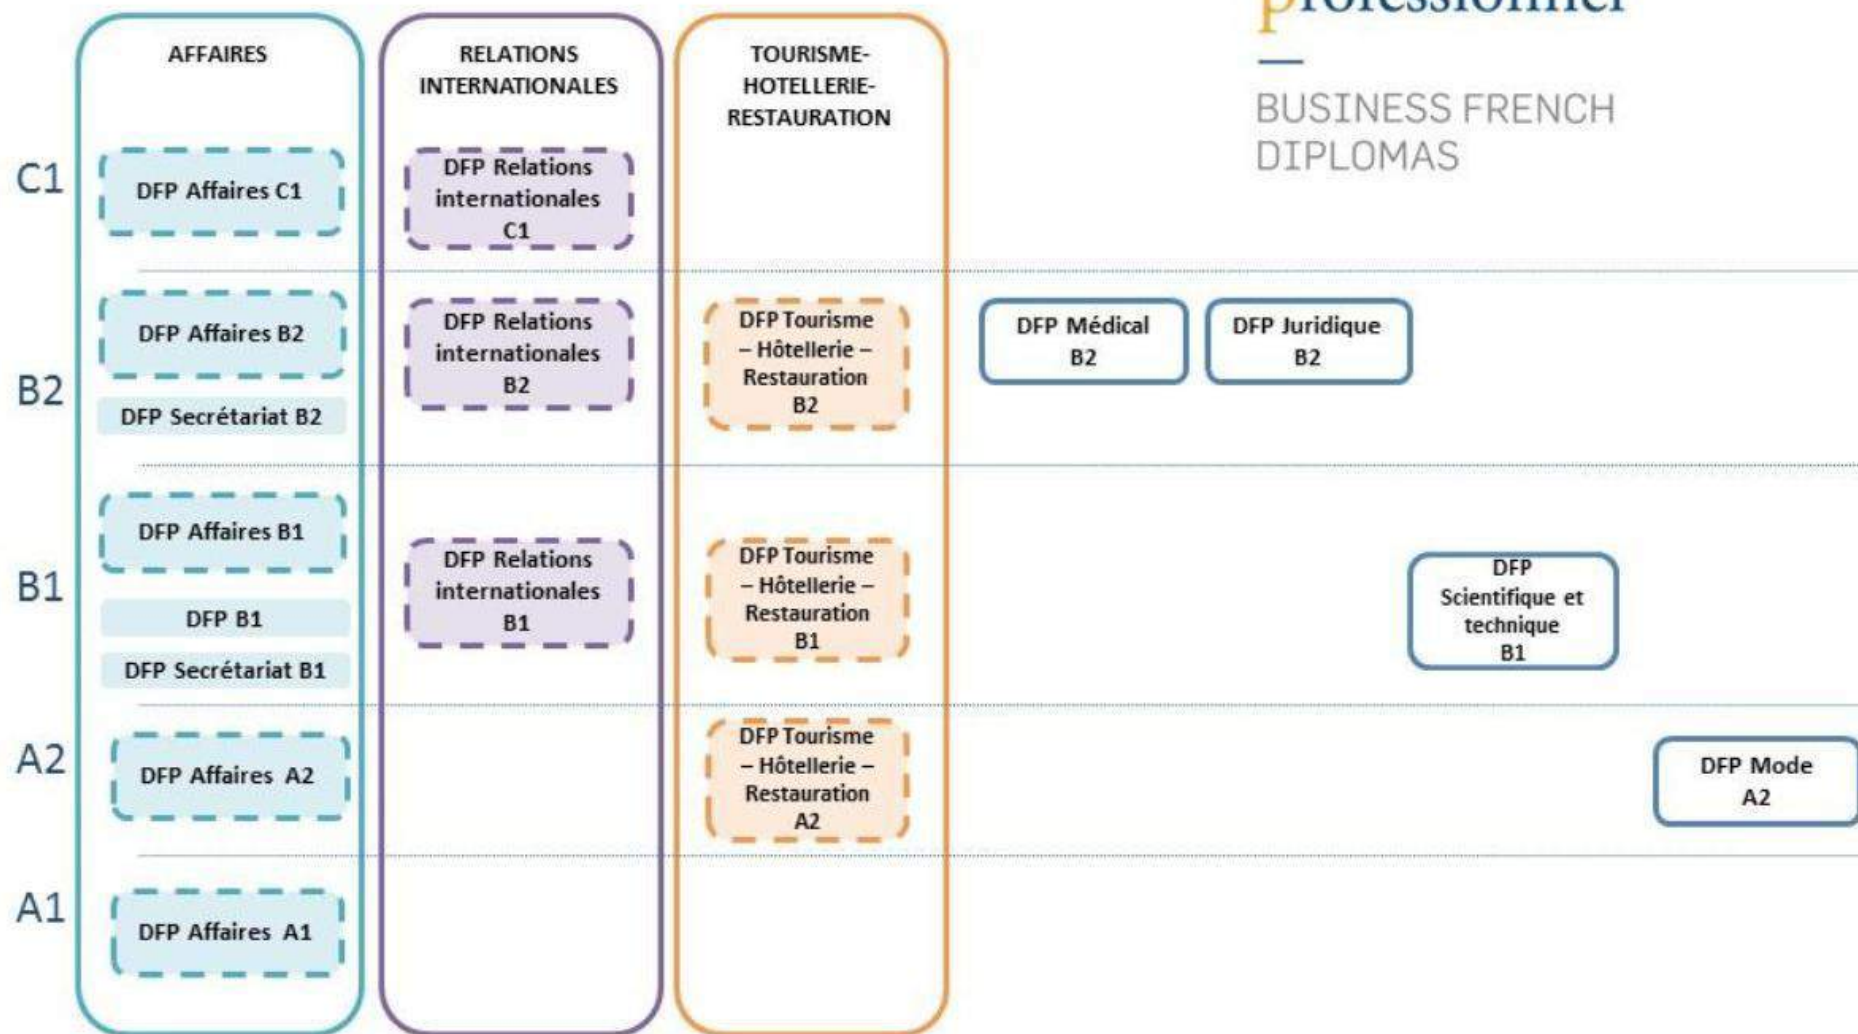 professionnel
BUSINESS FRENCH
DIPLOMAS
AFFAIRES
RELATIONS
INTERNATIONALES
TOURISME-
HOTELLERIE-
RESTAURATION
C1
DFP Affaires C1
DFP Relations
internationales
C1
B2
DFP Affaires B2
DFP Secrétariat B2
DFP Relations
internationales
B2
DFP Tourisme
– Hôtellerie –
Restauration
B2
DFP Médical
B2
DFP Juridique
B2
B1
DFP Affaires B1
DFP B1
DFP Secrétariat B1
DFP Relations
internationales
B1
DFP Tourisme
– Hôtellerie –
Restauration
B1
DFP
Scientifique et
technique
B1
A2
DFP Affaires A2
DFP Tourisme
– Hôtellerie –
Restauration
A2
DFP Mode
A2
A1
DFP Affaires A1